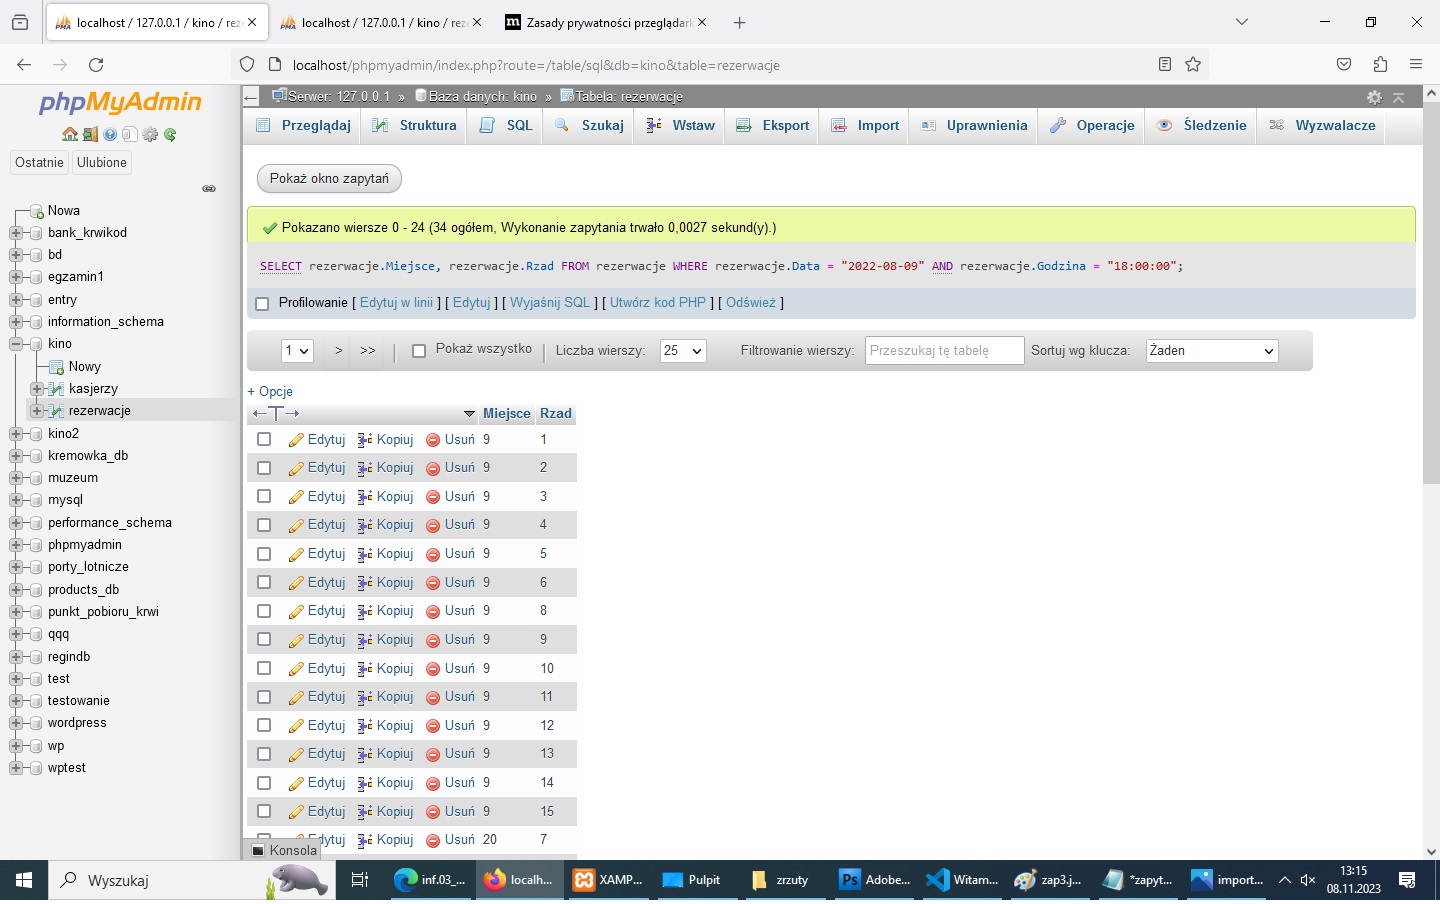 localhost / 127.0.0.1 / kino / rez
localhost / 127.0.0.1 / kino / reze
Zasady prywatności przeglądark
localhost/phpmyadmin/index.php?route=/table/sql&db=kino&table=rezerwacje
phpMyAdmin
Ostatnie Ulubione
Nowa
bank_krwikod
bd
egzamin1
entry
information_schema
kino
Nowy
kasjerzy
rezerwacje
kino2
kremowka_db
muzeum
mysql
performance_schema
phpmyadmin
porty_lotnicze
products_db
punkt_pobioru_krwi
qqq
regindb
test
testowanie
wordpress
wp
wptest
Serwer: 127.0.0.1 » Baza danych: kino » Tabela: rezerwacje
Przeglądaj Struktura SQL Szukaj Wstaw Eksport Import Uprawnienia Operacje Śledzenie Wyzwalacze
Pokaż okno zapytań
Pokazano wiersze 0 - 24 (34 ogółem, Wykonanie zapytania trwało 0,0027 sekund(y).)
SELECT rezerwacje.Miejsce, rezerwacje.Rzad FROM rezerwacje WHERE rezerwacje.Data = "2022-08-09" AND rezerwacje.Godzina = "18:00:00";
Profilowanie [ Edytuj w linii ] [ Edytuj ] [ Wyjaśnij SQL ] [ Utwórz kod PHP ] [ Odśwież ]
1 > >> Pokaż wszystko Liczba wierszy: 25 Filtrowanie wierszy: Przeszukaj tę tabelę Sortuj wg klucza: Żaden
+ Opcje
←T→ Miejsce Rzad
Edytuj Kopiuj Usuń 9 1
Edytuj Kopiuj Usuń 9 2
Edytuj Kopiuj Usuń 9 3
Edytuj Kopiuj Usuń 9 4
Edytuj Kopiuj Usuń 9 5
Edytuj Kopiuj Usuń 9 6
Edytuj Kopiuj Usuń 9 8
Edytuj Kopiuj Usuń 9 9
Edytuj Kopiuj Usuń 9 10
Edytuj Kopiuj Usuń 9 11
Edytuj Kopiuj Usuń 9 12
Edytuj Kopiuj Usuń 9 13
Edytuj Kopiuj Usuń 9 14
Edytuj Kopiuj Usuń 9 15
Edytuj Kopiuj Usuń 20 7
Konsola
Wyszukaj
inf.03_... localh... XAMP... Pulpit zrzuty Adobe... Witam... zap3.j... *zapyt... import...
13:15
08.11.2023